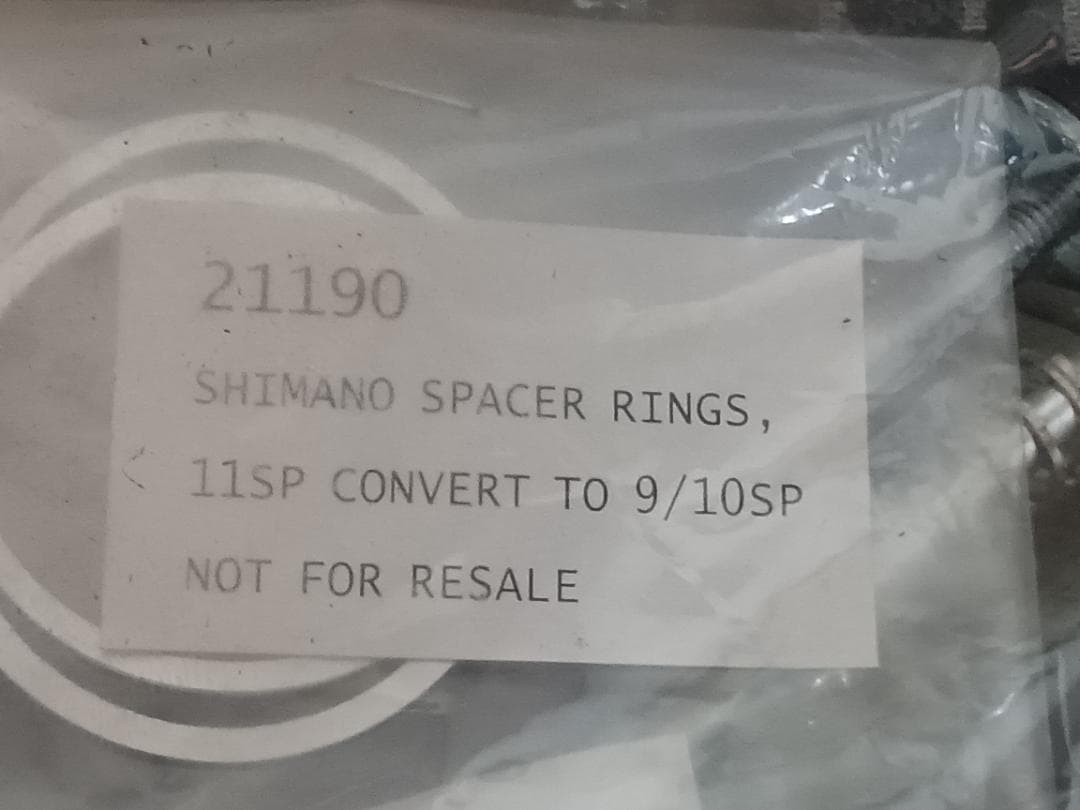 21190
SHIMANO SPACER RINGS,
11SP CONVERT TO 9/10SP
NOT FOR RESALE